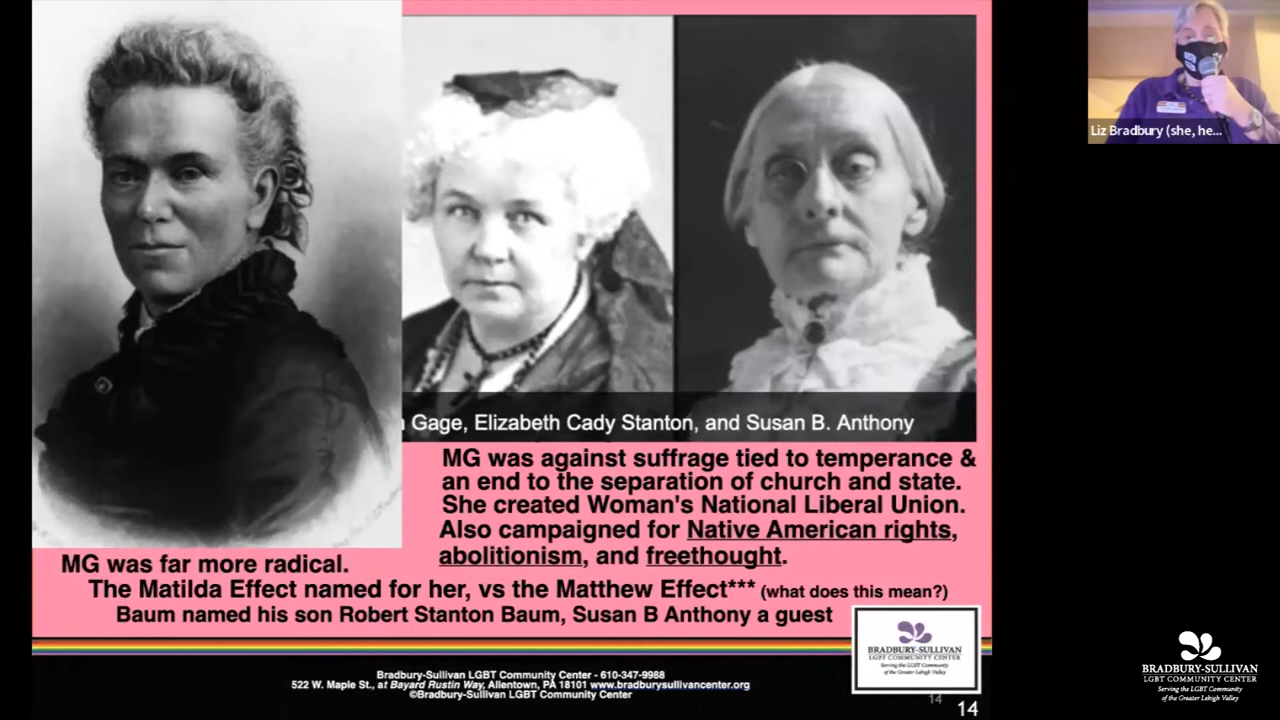 Gage, Elizabeth Cady Stanton, and Susan B. Anthony
MG was against suffrage tied to temperance &
an end to the separation of church and state.
She created Woman's National Liberal Union.
Also campaigned for Native American rights,
abolitionism, and freethought.
MG was far more radical.
The Matilda Effect named for her, vs the Matthew Effect*** (what does this mean?)
Baum named his son Robert Stanton Baum, Susan B Anthony a guest
BRADBURY-SULLIVAN
LGBT COMMUNITY CENTER
Serving the LGBT Community
of the Greater Lehigh Valley
Bradbury-Sullivan LGBT Community Center - 610-347-9988
522 W. Maple St., at Bayard Rustin Way, Allentown, PA 18101 www.bradburysullivancenter.org
©Bradbury-Sullivan LGBT Community Center
14
14
Liz Bradbury (she, he...
BRADBURY-SULLIVAN
LGBT COMMUNITY CENTER
Serving the LGBT Community
of the Greater Lehigh Valley